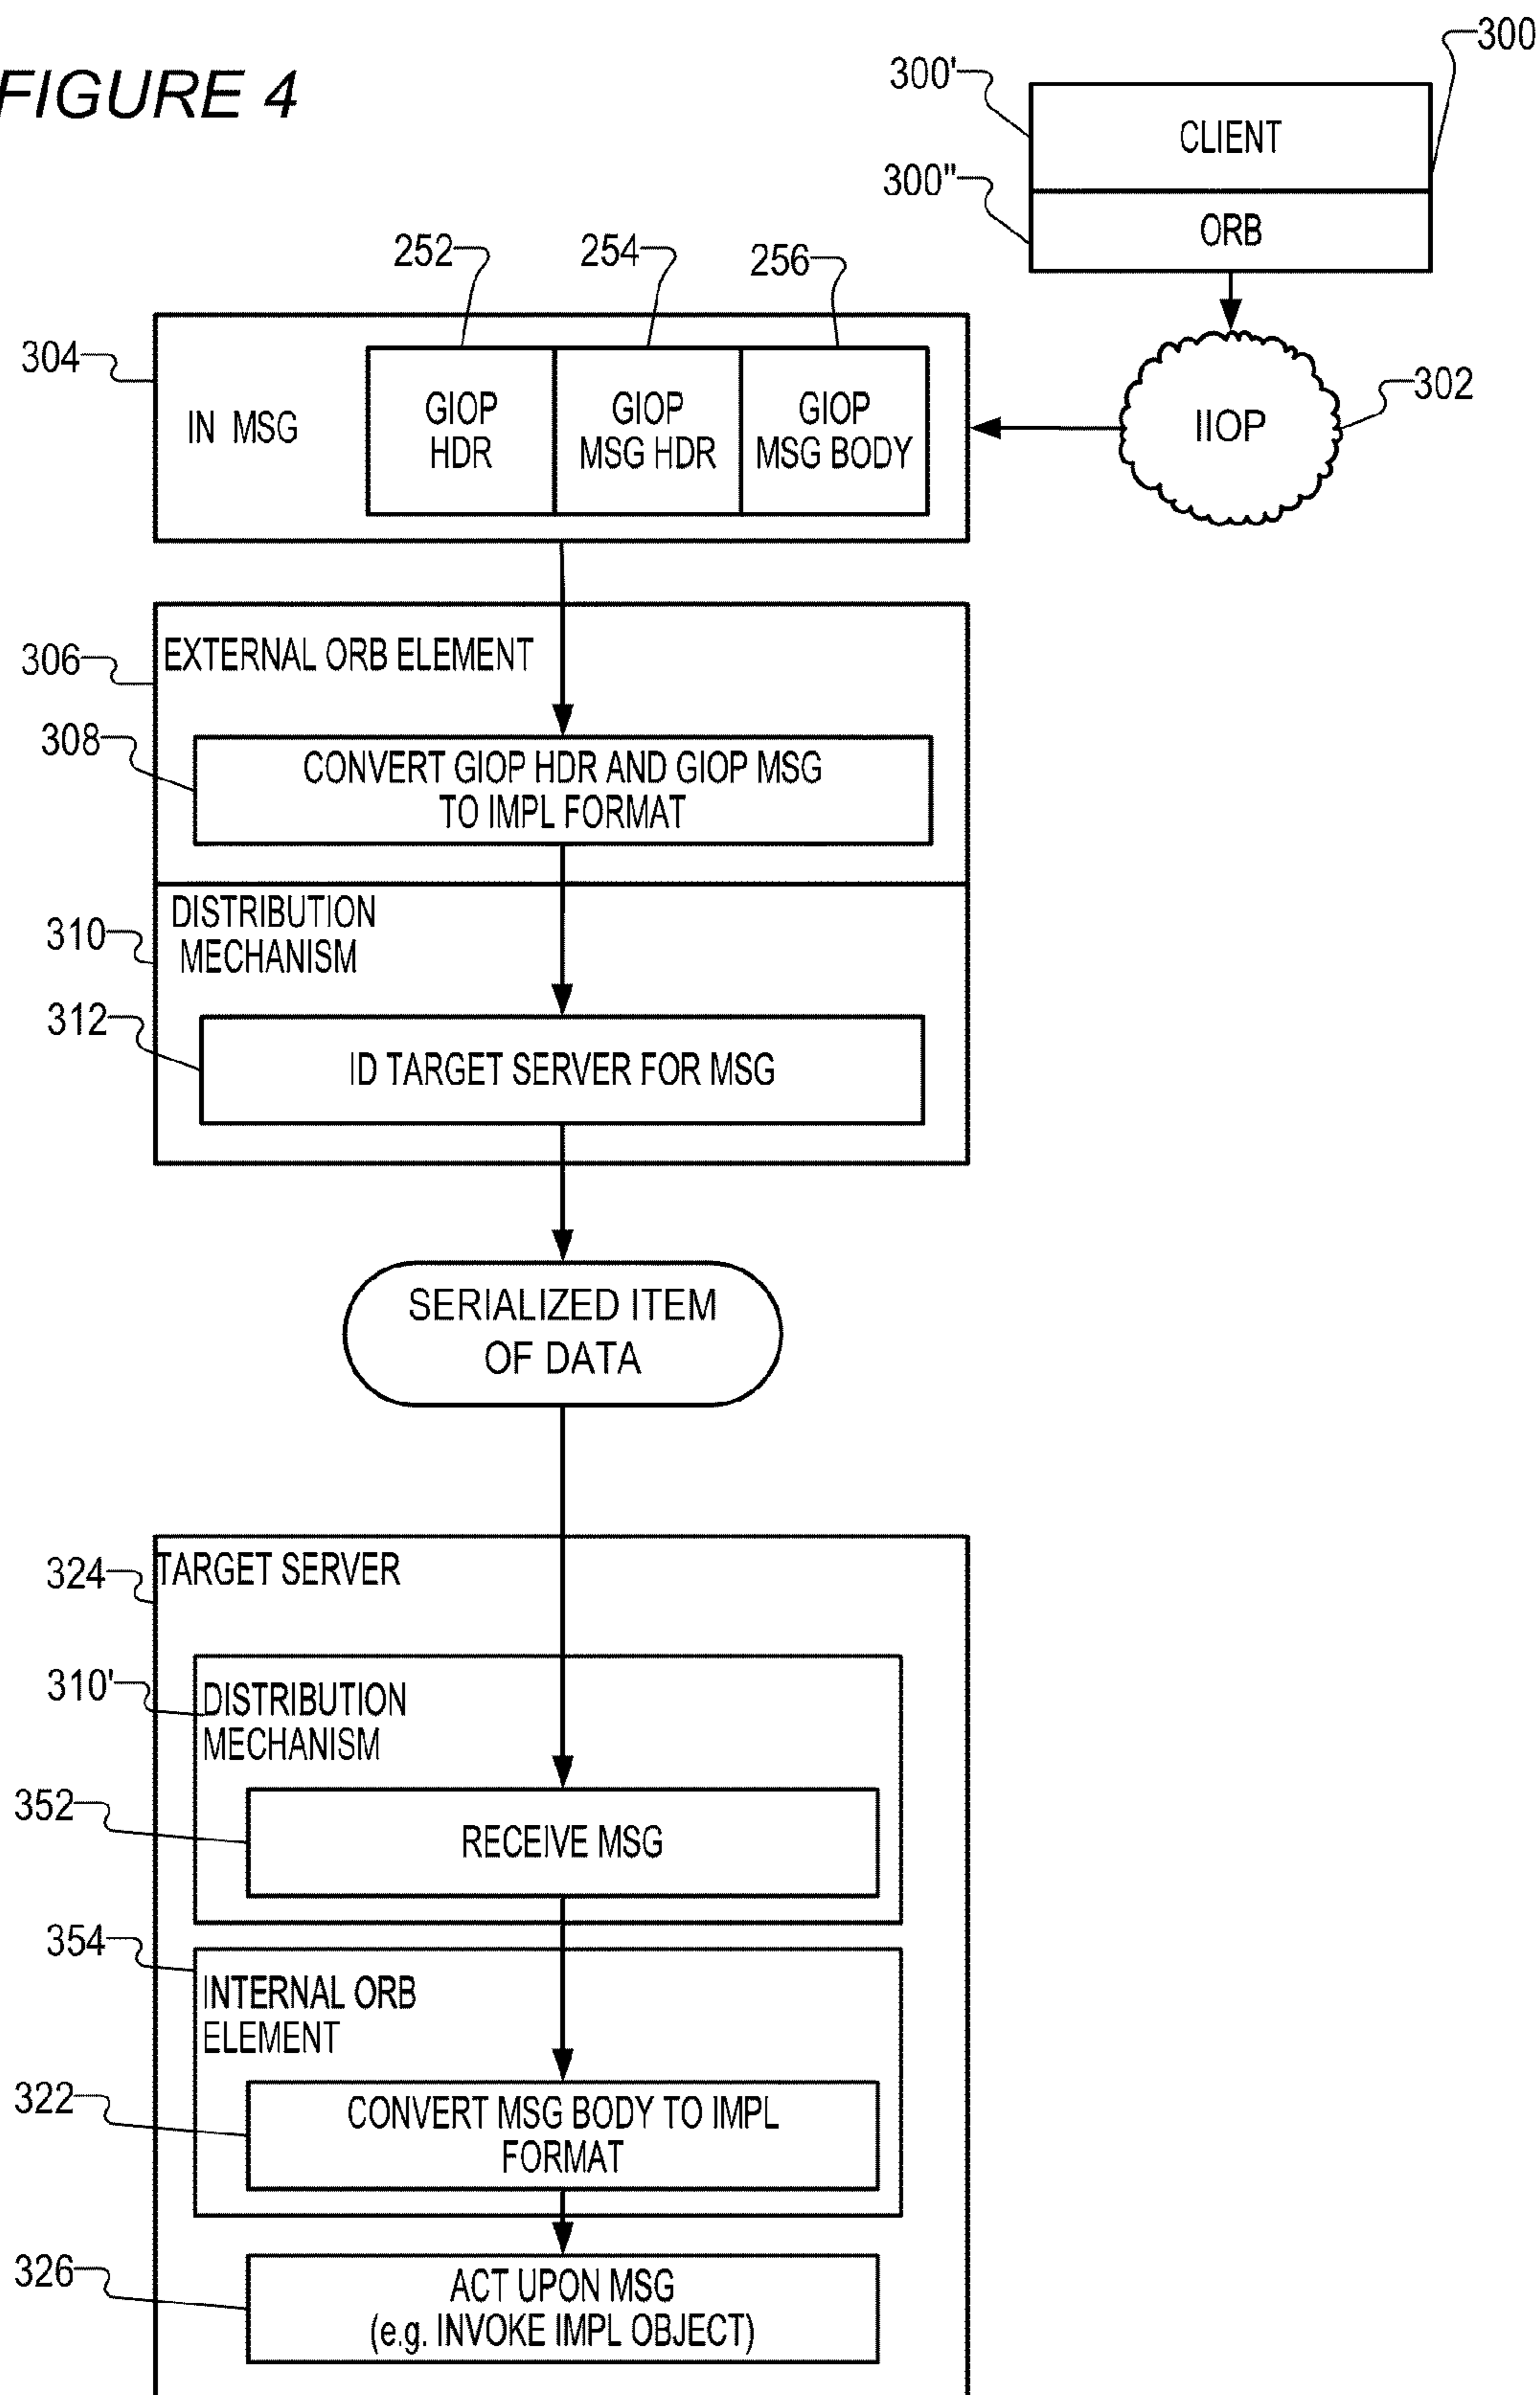 FIGURE 4
300
300'
CLIENT
300"
ORB
252
254
256
304
IN MSG
GIOP
HDR
GIOP
MSG HDR
GIOP
MSG BODY
IIOP
302
306
EXTERNAL ORB ELEMENT
308
CONVERT GIOP HDR AND GIOP MSG
TO IMPL FORMAT
310
DISTRIBUTION
MECHANISM
312
ID TARGET SERVER FOR MSG
SERIALIZED ITEM
OF DATA
324
TARGET SERVER
310'
DISTRIBUTION
MECHANISM
352
RECEIVE MSG
354
INTERNAL ORB
ELEMENT
322
CONVERT MSG BODY TO IMPL
FORMAT
326
ACT UPON MSG
(e.g. INVOKE IMPL OBJECT)